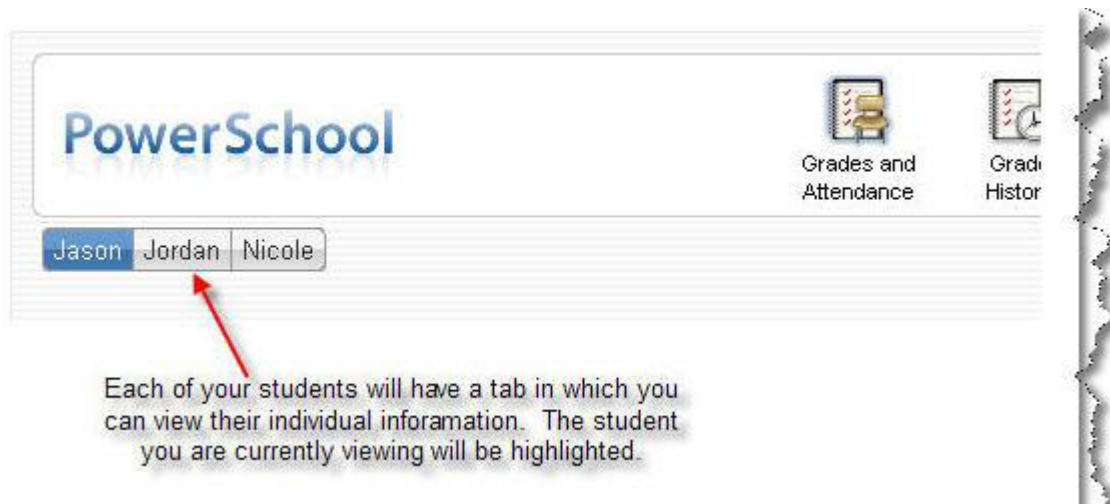 PowerSchool
Grades and
Attendance
Jason Jordan Nicole
Each of your students will have a tab in which you
can view their individual inforamation. The student
you are currently viewing will be highlighted.